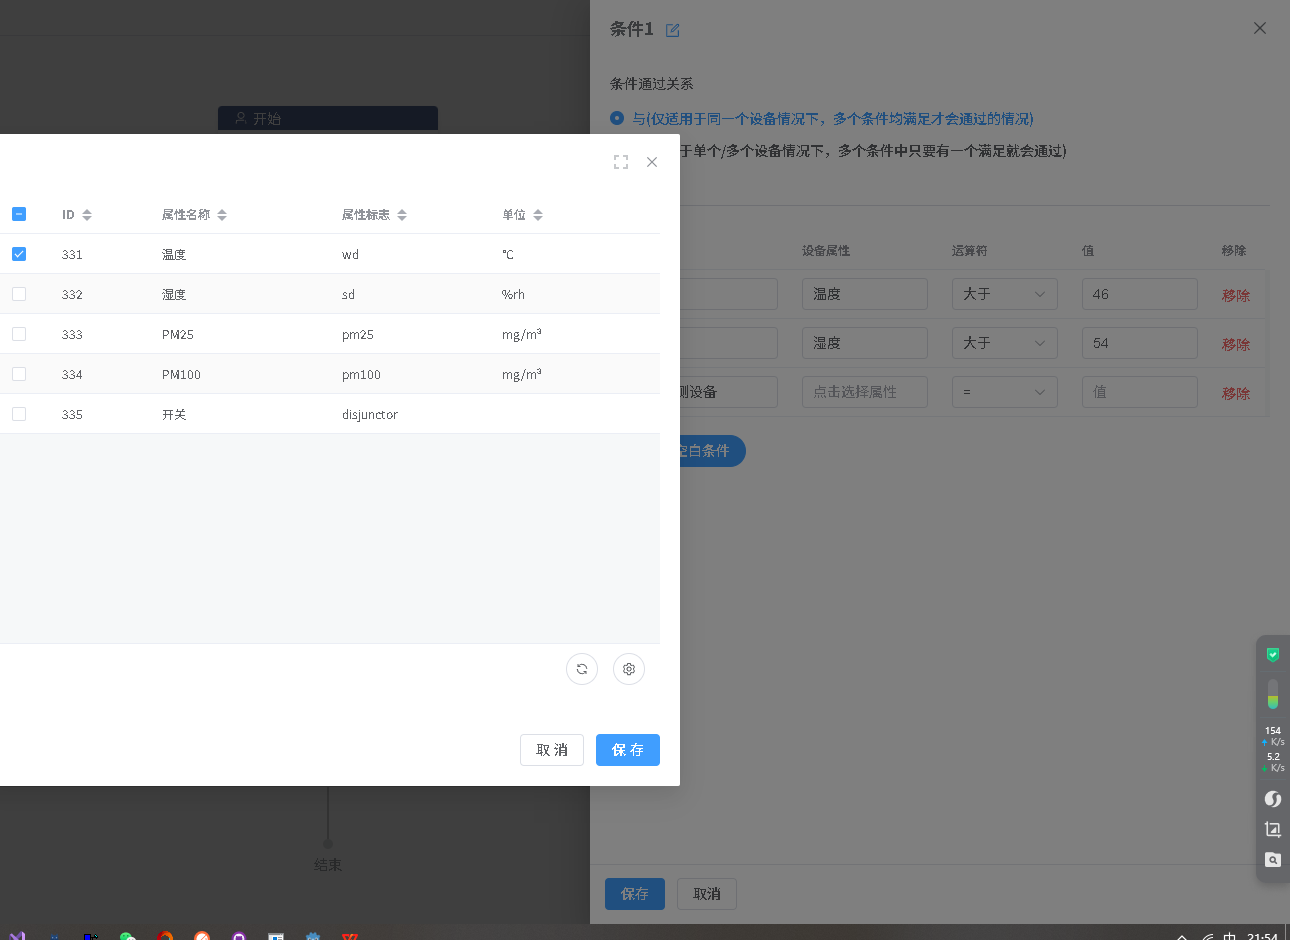 条件1
条件通过关系
开始
与(仅适用于同一个设备情况下，多个条件均满足才会通过的情况)
于单个/多个设备情况下，多个条件中只要有一个满足就会通过)
ID 属性名称 属性标志 单位
331 温度 wd ℃
332 湿度 sd %rh
333 PM25 pm25 mg/m³
334 PM100 pm100 mg/m³
335 开关 disjunctor
取消 保存
设备属性 运算符 值 移除
温度 大于 46 移除
湿度 大于 54 移除
测设备 点击选择属性 = 值 移除
空白条件
结束
保存 取消
154
K/s
5.2
K/s
中 21:54